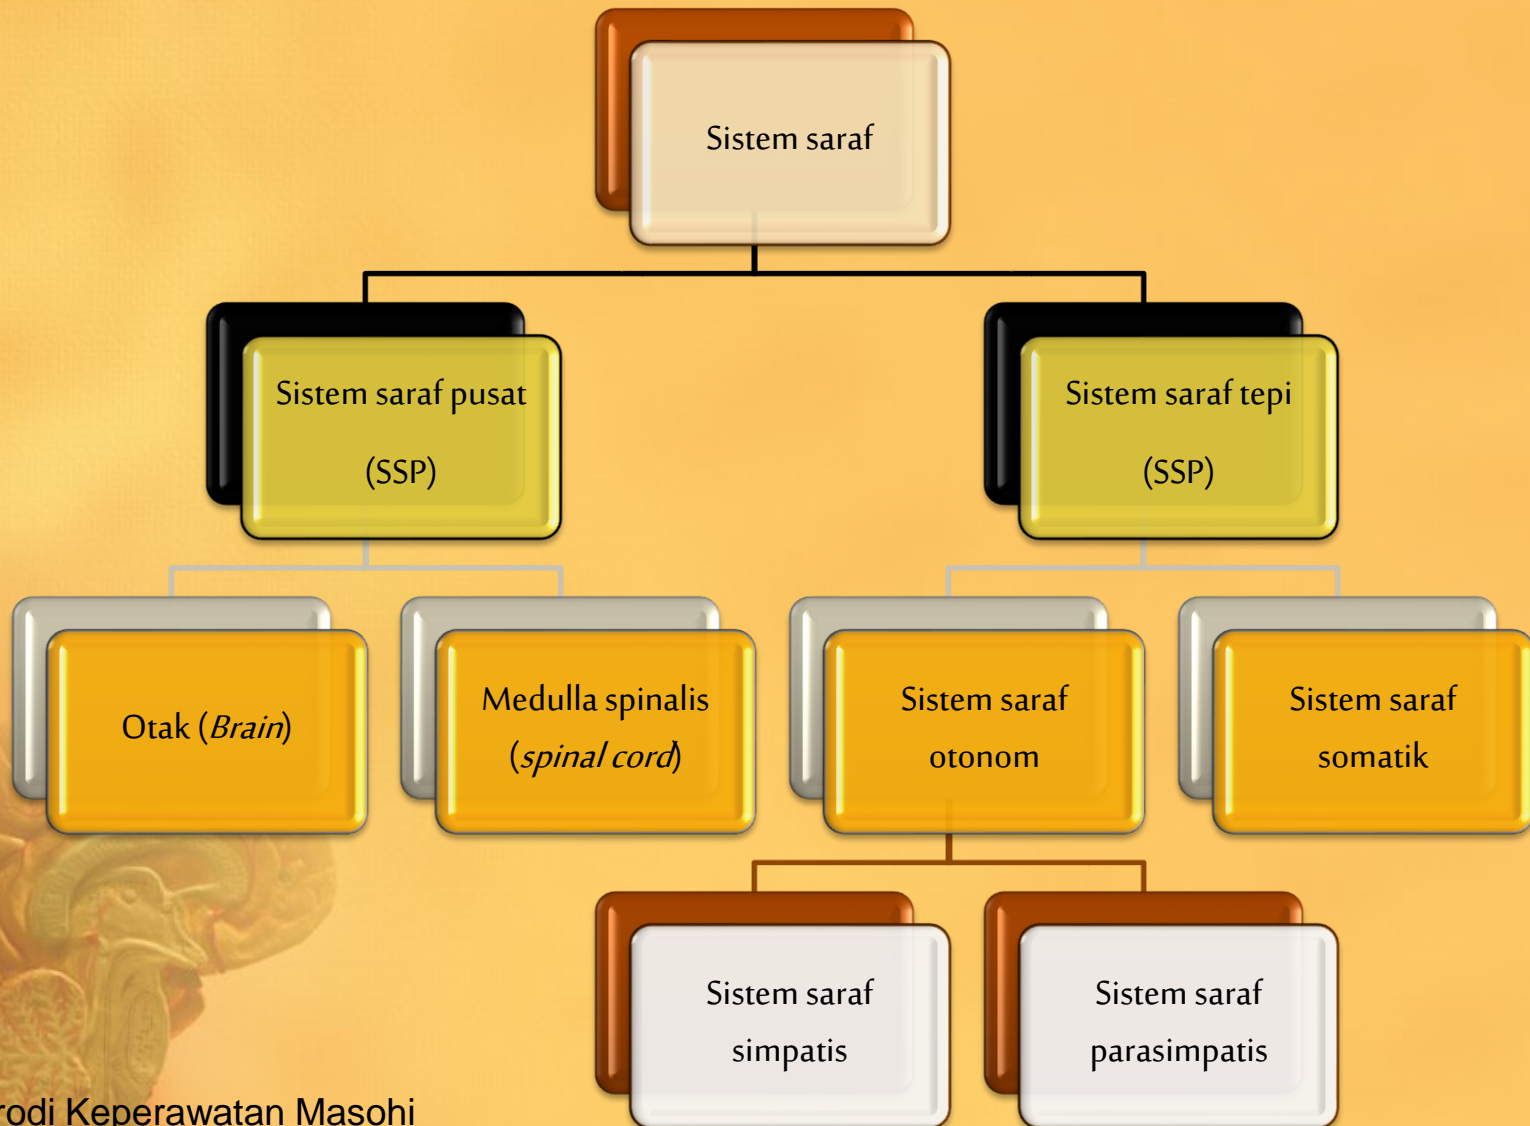 Sistem saraf
Sistem saraf pusat
(SSP)
Sistem saraf tepi
(SSP)
Otak (Brain)
Medulla spinalis
(spinal cord)
Sistem saraf
otonom
Sistem saraf
somatik
Sistem saraf
simpatis
Sistem saraf
parasimpatis
rodi Keperawatan Masohi